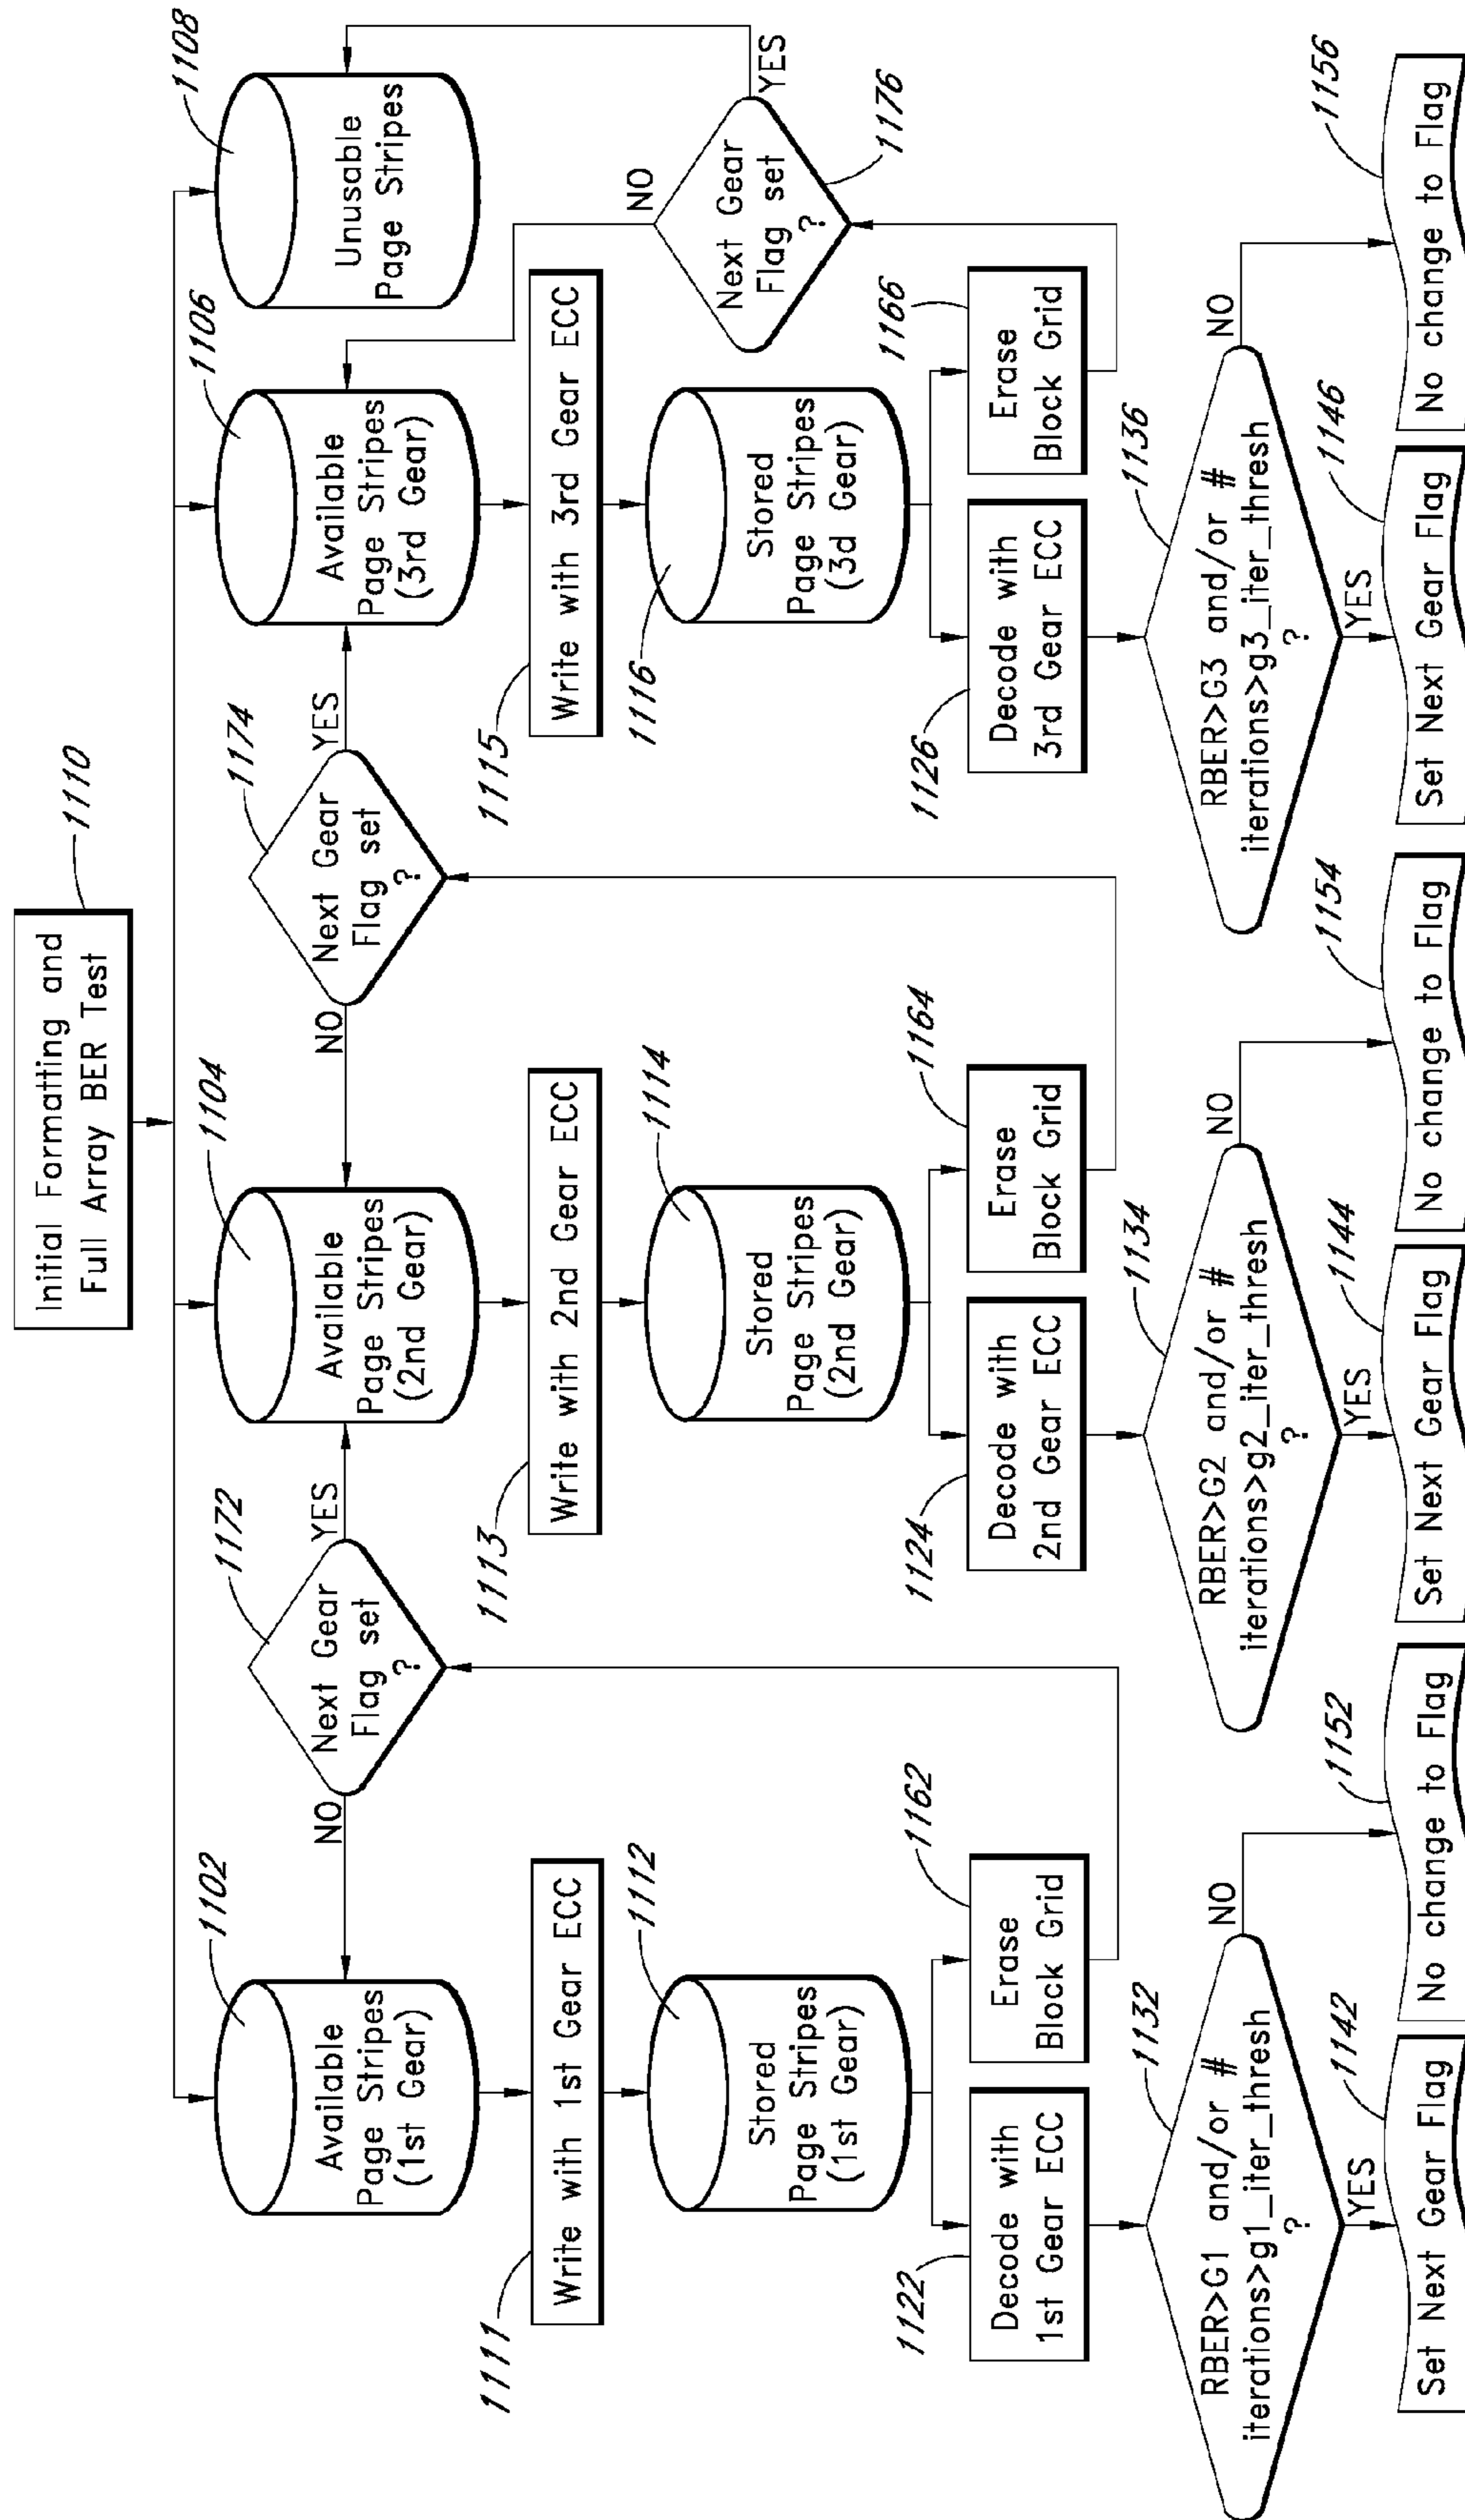 Initial Formatting and
Full Array BER Test
1110
1102
1172
1104
1174
1106
1108
Available
Page Stripes
(1st Gear)
NO
Next Gear
Flag set
?
YES
Available
Page Stripes
(2nd Gear)
NO
Next Gear
Flag set
?
YES
Available
Page Stripes
(3rd Gear)
Unusable
Page Stripes
1111
Write with 1st Gear ECC
1113
Write with 2nd Gear ECC
1115
Write with 3rd Gear ECC
NO
Next Gear
Flag set
?
YES
1176
1112
Stored
Page Stripes
(1st Gear)
1114
Stored
Page Stripes
(2nd Gear)
1116
Stored
Page Stripes
(3d Gear)
1122
Decode with
1st Gear ECC
1162
Erase
Block Grid
1124
Decode with
2nd Gear ECC
1164
Erase
Block Grid
1126
Decode with
3rd Gear ECC
1166
Erase
Block Grid
1132
RBER>G1 and/or #
iterations>g1_iter_thresh
?
NO
YES
1134
RBER>G2 and/or #
iterations>g2_iter_thresh
?
NO
YES
1136
RBER>G3 and/or #
iterations>g3_iter_thresh
?
NO
YES
1142
Set Next Gear Flag
1152
No change to Flag
1144
Set Next Gear Flag
1154
No change to Flag
1146
Set Next Gear Flag
1156
No change to Flag